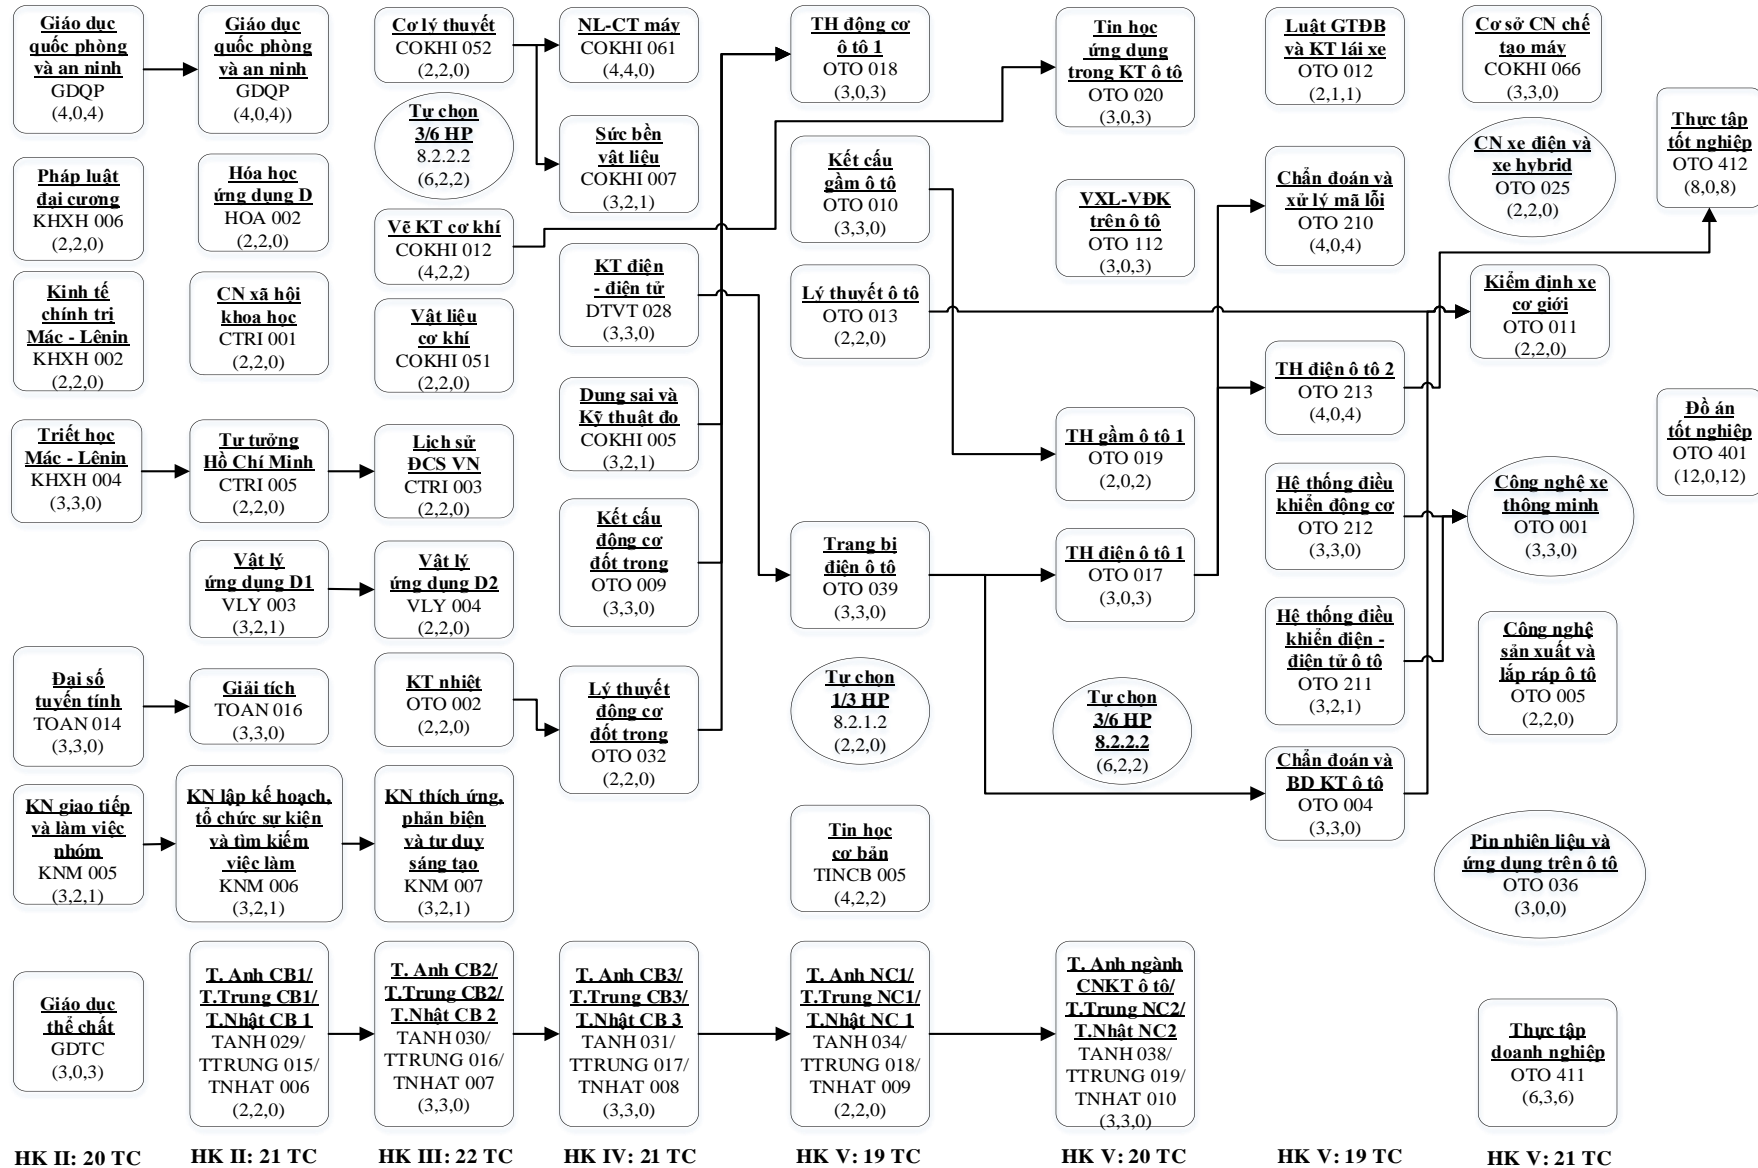 Giáo dục
quốc phòng
và an ninh
GDQP
(4,0,4)
Pháp luật
đại cương
KHXH 006
(2,2,0)
Kinh tế
chính trị
Mác - Lênin
KHXH 002
(2,2,0)
Triết học
Mác - Lênin
KHXH 004
(3,3,0)
Đại số
tuyến tính
TOAN 014
(3,3,0)
KN giao tiếp
và làm việc
nhóm
KNM 005
(3,2,1)
Giáo dục
thể chất
GDTC
(3,0,3)
HK II: 20 TC
Giáo dục
quốc phòng
và an ninh
GDQP
(4,0,4))
Hóa học
ứng dụng D
HOA 002
(2,2,0)
CN xã hội
khoa học
CTRI 001
(2,2,0)
Tư tưởng
Hồ Chí Minh
CTRI 005
(2,2,0)
Vật lý
ứng dụng D1
VLY 003
(3,2,1)
Giải tích
TOAN 016
(3,3,0)
KN lập kế hoạch,
tổ chức sự kiện
và tìm kiếm
việc làm
KNM 006
(3,2,1)
T. Anh CB1/
T.Trung CB1/
T.Nhật CB 1
TANH 029/
TTRUNG 015/
TNHAT 006
(2,2,0)
HK II: 21 TC
Cơ lý thuyết
COKHI 052
(2,2,0)
Tự chọn
3/6 HP
8.2.2.2
(6,2,2)
Vẽ KT cơ khí
COKHI 012
(4,2,2)
Vật liệu
cơ khí
COKHI 051
(2,2,0)
Lịch sử
ĐCS VN
CTRI 003
(2,2,0)
Vật lý
ứng dụng D2
VLY 004
(2,2,0)
KT nhiệt
OTO 002
(2,2,0)
KN thích ứng,
phản biện
và tư duy
sáng tạo
KNM 007
(3,2,1)
T. Anh CB2/
T.Trung CB2/
T.Nhật CB 2
TANH 030/
TTRUNG 016/
TNHAT 007
(3,3,0)
HK III: 22 TC
NL-CT máy
COKHI 061
(4,4,0)
Sức bền
vật liệu
COKHI 007
(3,2,1)
KT điện
- điện tử
DTVT 028
(3,3,0)
Dung sai và
Kỹ thuật đo
COKHI 005
(3,2,1)
Kết cấu
động cơ
đốt trong
OTO 009
(3,3,0)
Lý thuyết
động cơ
đốt trong
OTO 032
(2,2,0)
T. Anh CB3/
T.Trung CB3/
T.Nhật CB 3
TANH 031/
TTRUNG 017/
TNHAT 008
(3,3,0)
HK IV: 21 TC
TH động cơ
ô tô 1
OTO 018
(3,0,3)
Kết cấu
gầm ô tô
OTO 010
(3,3,0)
Lý thuyết ô tô
OTO 013
(2,2,0)
Trang bị
điện ô tô
OTO 039
(3,3,0)
Tự chọn
1/3 HP
8.2.1.2
(2,2,0)
Tin học
cơ bản
TINCB 005
(4,2,2)
T. Anh NC1/
T.Trung NC1/
T.Nhật NC 1
TANH 034/
TTRUNG 018/
TNHAT 009
(2,2,0)
HK V: 19 TC
Tin học
ứng dụng
trong KT ô tô
OTO 020
(3,0,3)
VXL-VĐK
trên ô tô
OTO 112
(3,0,3)
TH gầm ô tô 1
OTO 019
(2,0,2)
TH điện ô tô 1
OTO 017
(3,0,3)
Tự chọn
3/6 HP
8.2.2.2
(6,2,2)
T. Anh ngành
CNKT ô tô/
T.Trung NC2/
T.Nhật NC2
TANH 038/
TTRUNG 019/
TNHAT 010
(3,3,0)
HK V: 20 TC
Luật GTĐB
và KT lái xe
OTO 012
(2,1,1)
Chẩn đoán và
xử lý mã lỗi
OTO 210
(4,0,4)
TH điện ô tô 2
OTO 213
(4,0,4)
Hệ thống điều
khiển động cơ
OTO 212
(3,3,0)
Hệ thống điều
khiển điện -
điện tử ô tô
OTO 211
(3,2,1)
Chẩn đoán và
BD KT ô tô
OTO 004
(3,3,0)
HK V: 19 TC
Cơ sở CN chế
tạo máy
COKHI 066
(3,3,0)
CN xe điện và
xe hybrid
OTO 025
(2,2,0)
Kiểm định xe
cơ giới
OTO 011
(2,2,0)
Công nghệ xe
thông minh
OTO 001
(3,3,0)
Công nghệ
sản xuất và
lắp ráp ô tô
OTO 005
(2,2,0)
Pin nhiên liệu và
ứng dụng trên ô tô
OTO 036
(3,0,0)
Thực tập
doanh nghiệp
OTO 411
(6,3,6)
HK V: 21 TC
Thực tập
tốt nghiệp
OTO 412
(8,0,8)
Đồ án
tốt nghiệp
OTO 401
(12,0,12)